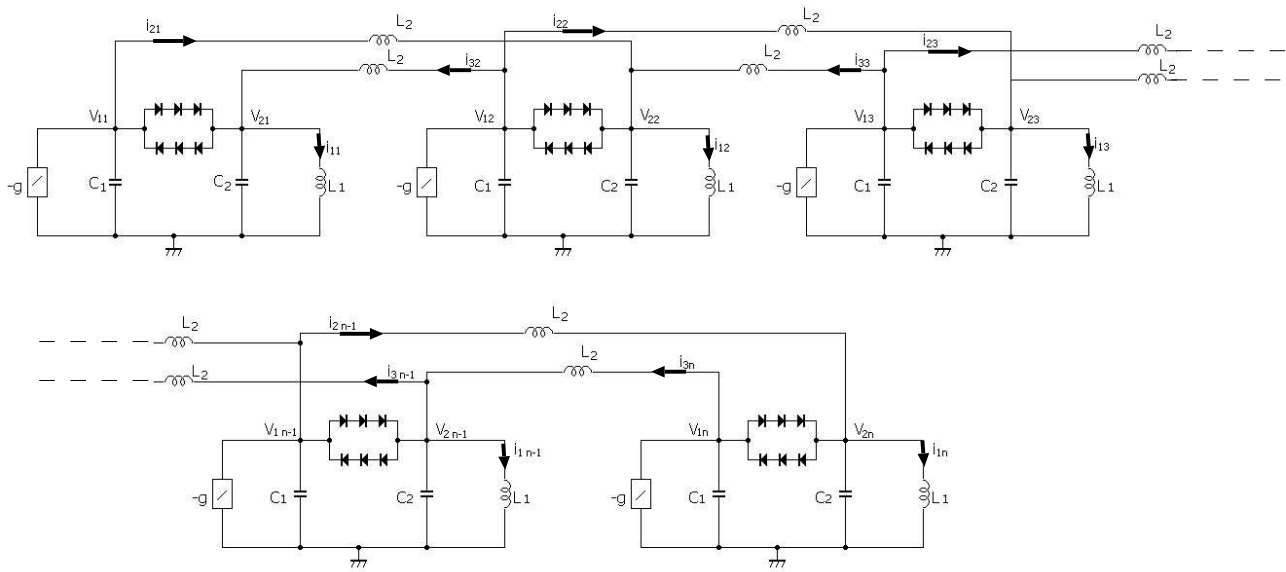 i21 L2 i22 L2
i32 L2 i23 L2
L2 i33 L2
V11 V21 V12 V22 V13 V23
i11 i12 i13
-g C1 C2 L1 -g C1 C2 L1 -g C1 C2 L1
L2 i2 n-1 L2
L2 i3 n-1 L2 i3n
V1 n-1 V2 n-1 V1n V2n
i1 n-1 i1n
-g C1 C2 L1 -g C1 C2 L1